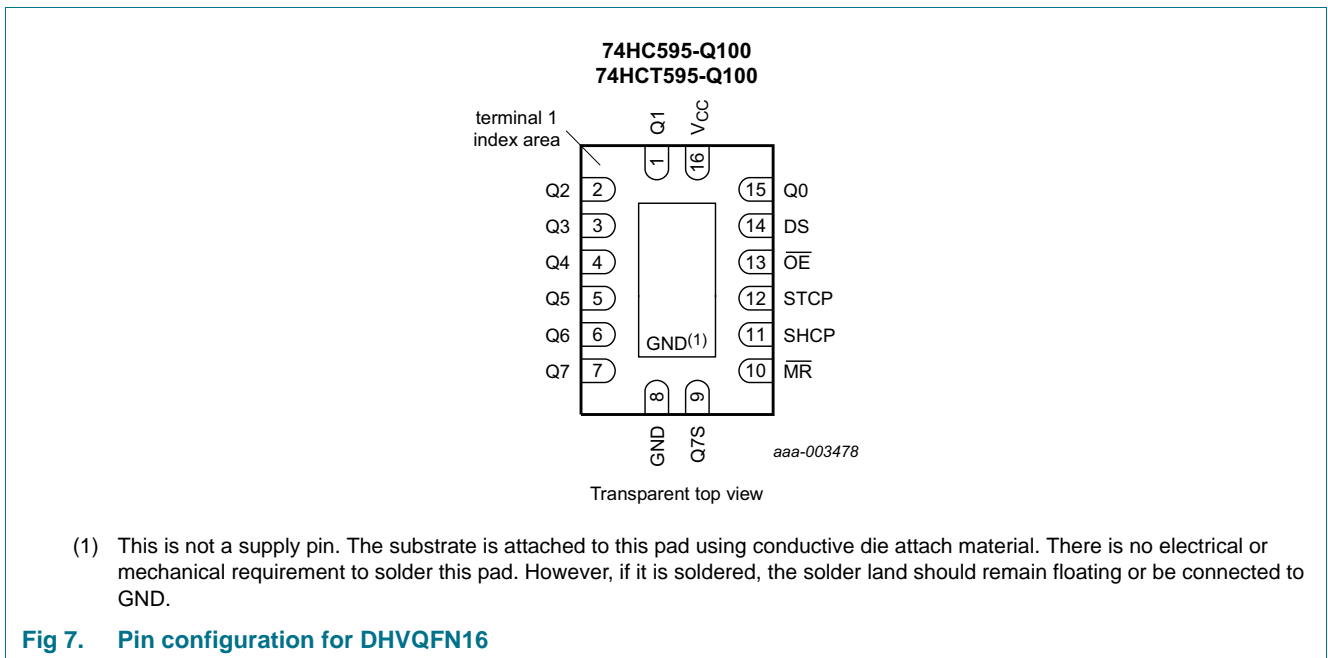 74HC595-Q100
74HCT595-Q100
terminal 1
index area
Q1
VCC
1
16
Q2 2
15 Q0
Q3 3
14 DS
Q4 4
13 OE
Q5 5
12 STCP
Q6 6
11 SHCP
GND(1)
Q7 7
10 MR
8
9
GND
Q7S
aaa-003478
Transparent top view
(1) This is not a supply pin. The substrate is attached to this pad using conductive die attach material. There is no electrical or
mechanical requirement to solder this pad. However, if it is soldered, the solder land should remain floating or be connected to
GND.
Fig 7. Pin configuration for DHVQFN16